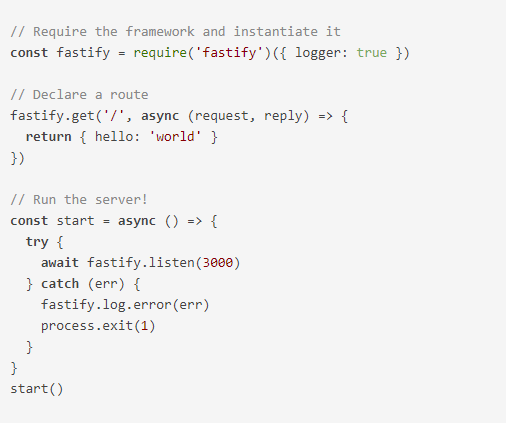 // Require the framework and instantiate it
const fastify = require('fastify')({ logger: true })
// Declare a route
fastify.get('/', async (request, reply) => {
  return { hello: 'world' }
})
// Run the server!
const start = async () => {
  try {
    await fastify.listen(3000)
  } catch (err) {
    fastify.log.error(err)
    process.exit(1)
  }
}
start()